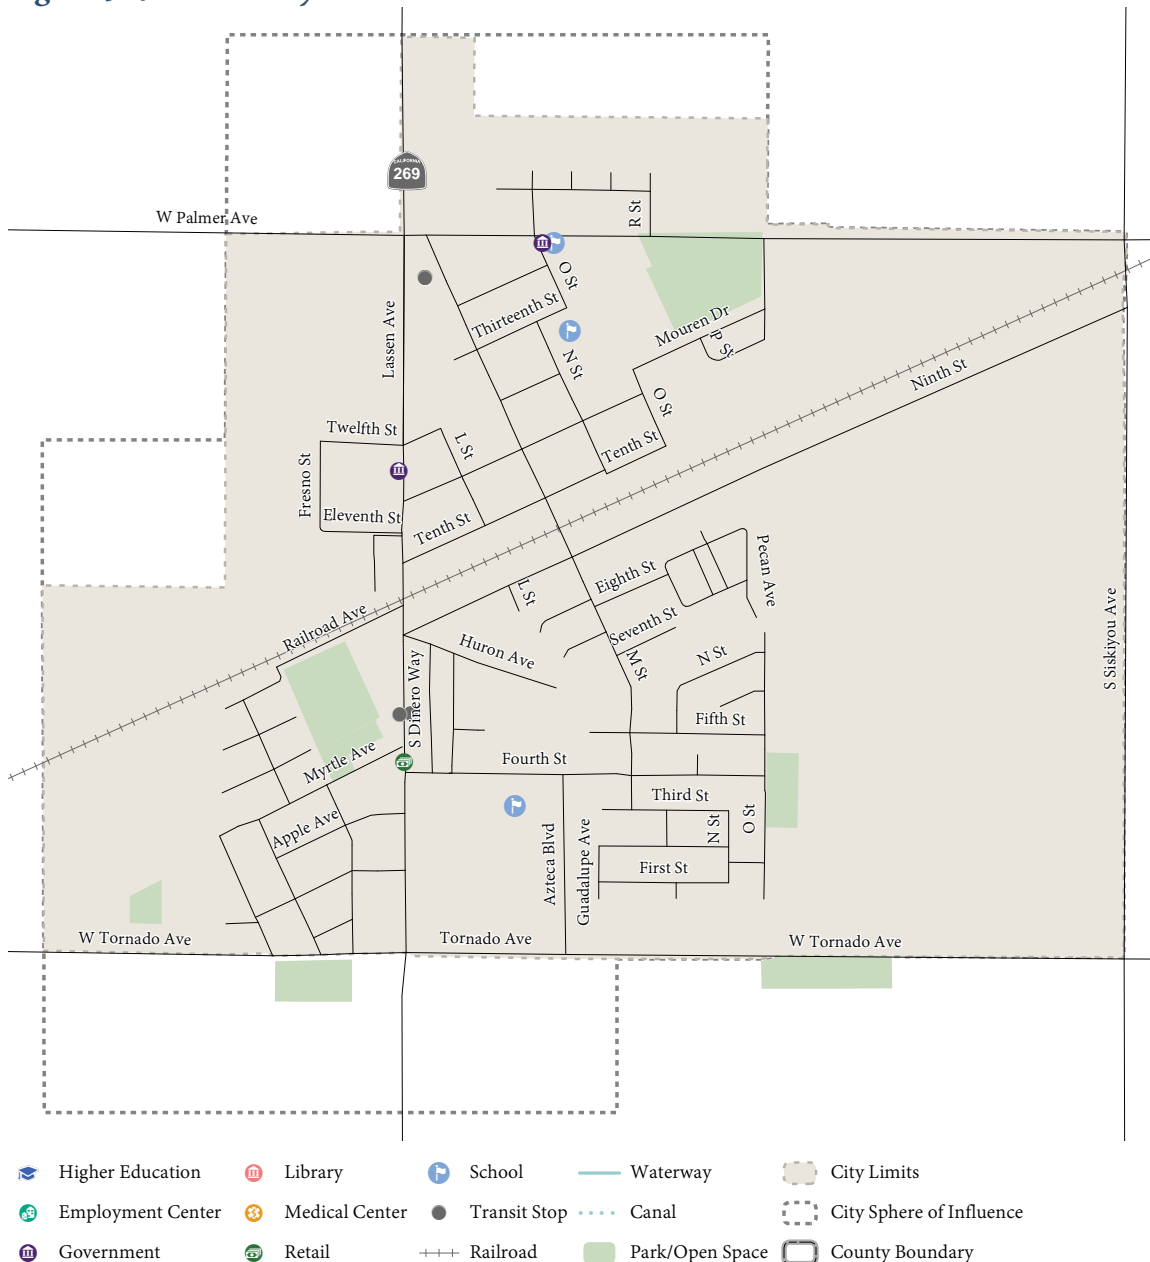 CALIFORNIA
269
W Palmer Ave
R St
O St
Thirteenth St
Lassen Ave
Mouren Dr
P St
N St
Ninth St
O St
Twelfth St
L St
Tenth St
Fresno St
Eleventh St
Tenth St
Pecan Ave
Eighth St
L St
S Siskiyou Ave
Railroad Ave
Seventh St
Huron Ave
M St
N St
S Dinero Way
Fifth St
Myrtle Ave
Fourth St
Third St
Apple Ave
N St
O St
Azteca Blvd
Guadalupe Ave
First St
W Tornado Ave
Tornado Ave
W Tornado Ave
Higher Education
Library
School
Waterway
City Limits
Employment Center
Medical Center
Transit Stop
Canal
City Sphere of Influence
Government
Retail
Railroad
Park/Open Space
County Boundary